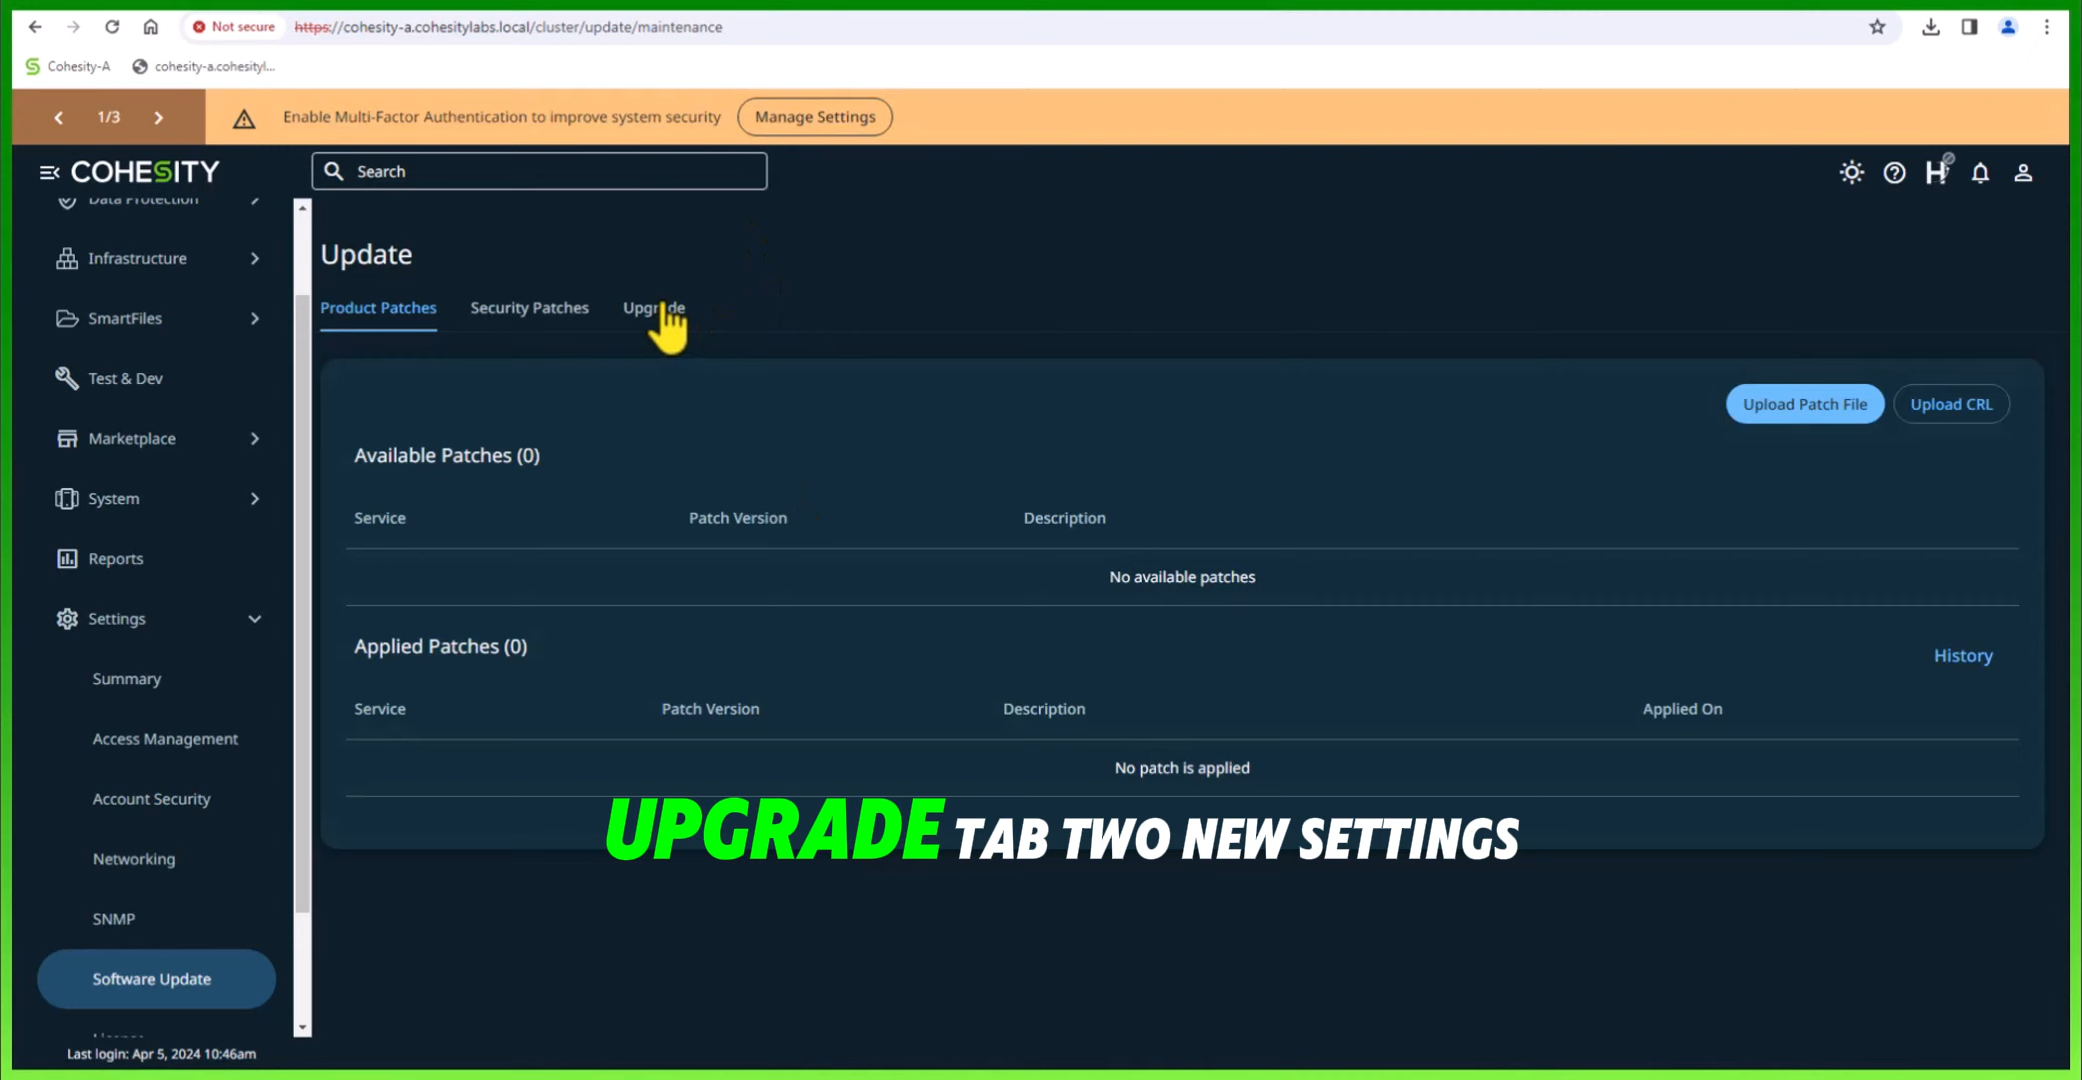 Not secure https://cohesity-a.cohesitylabs.local/cluster/update/maintenance
Cohesity-A cohesity-a.cohesityl...
1/3 Enable Multi-Factor Authentication to improve system security Manage Settings
COHESITY Search
Data Protection
Infrastructure
SmartFiles
Test & Dev
Marketplace
System
Reports
Settings
Summary
Access Management
Account Security
Networking
SNMP
Software Update
Last login: Apr 5, 2024 10:46am
Update
Product Patches Security Patches Upgrade
Upload Patch File Upload CRL
Available Patches (0)
Service Patch Version Description
No available patches
Applied Patches (0) History
Service Patch Version Description Applied On
No patch is applied
UPGRADE TAB TWO NEW SETTINGS